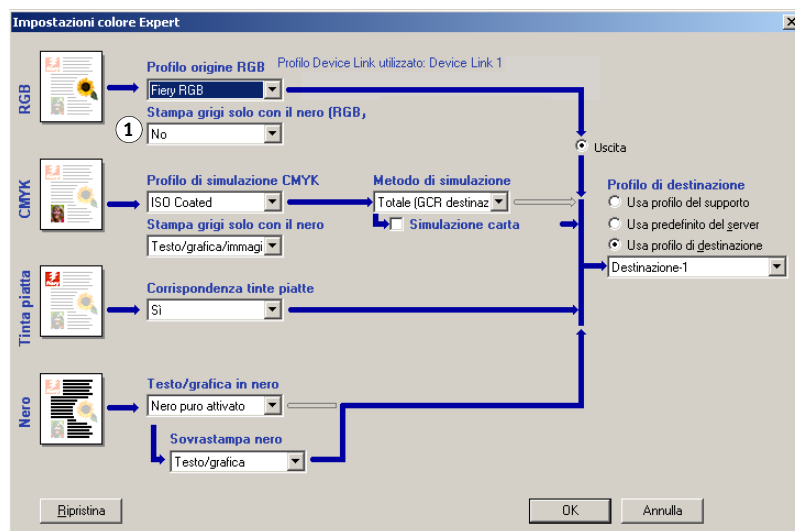 Impostazioni colore Expert
RGB
Profilo origine RGB
Profilo Device Link utilizzato: Device Link 1
Fiery RGB
Stampa grigi solo con il nero (RGB,
1
No
Uscita
CMYK
Profilo di simulazione CMYK
Metodo di simulazione
ISO Coated
Totale (GCR destinaz
Stampa grigi solo con il nero
Simulazione carta
Testo/grafica/immagi
Profilo di destinazione
Usa profilo del supporto
Usa predefinito del server
Usa profilo di destinazione
Destinazione-1
Tinta piatta
Corrispondenza tinte piatte
Sì
Nero
Testo/grafica in nero
Nero puro attivato
Sovrastampa nero
Testo/grafica
Ripristina
OK
Annulla